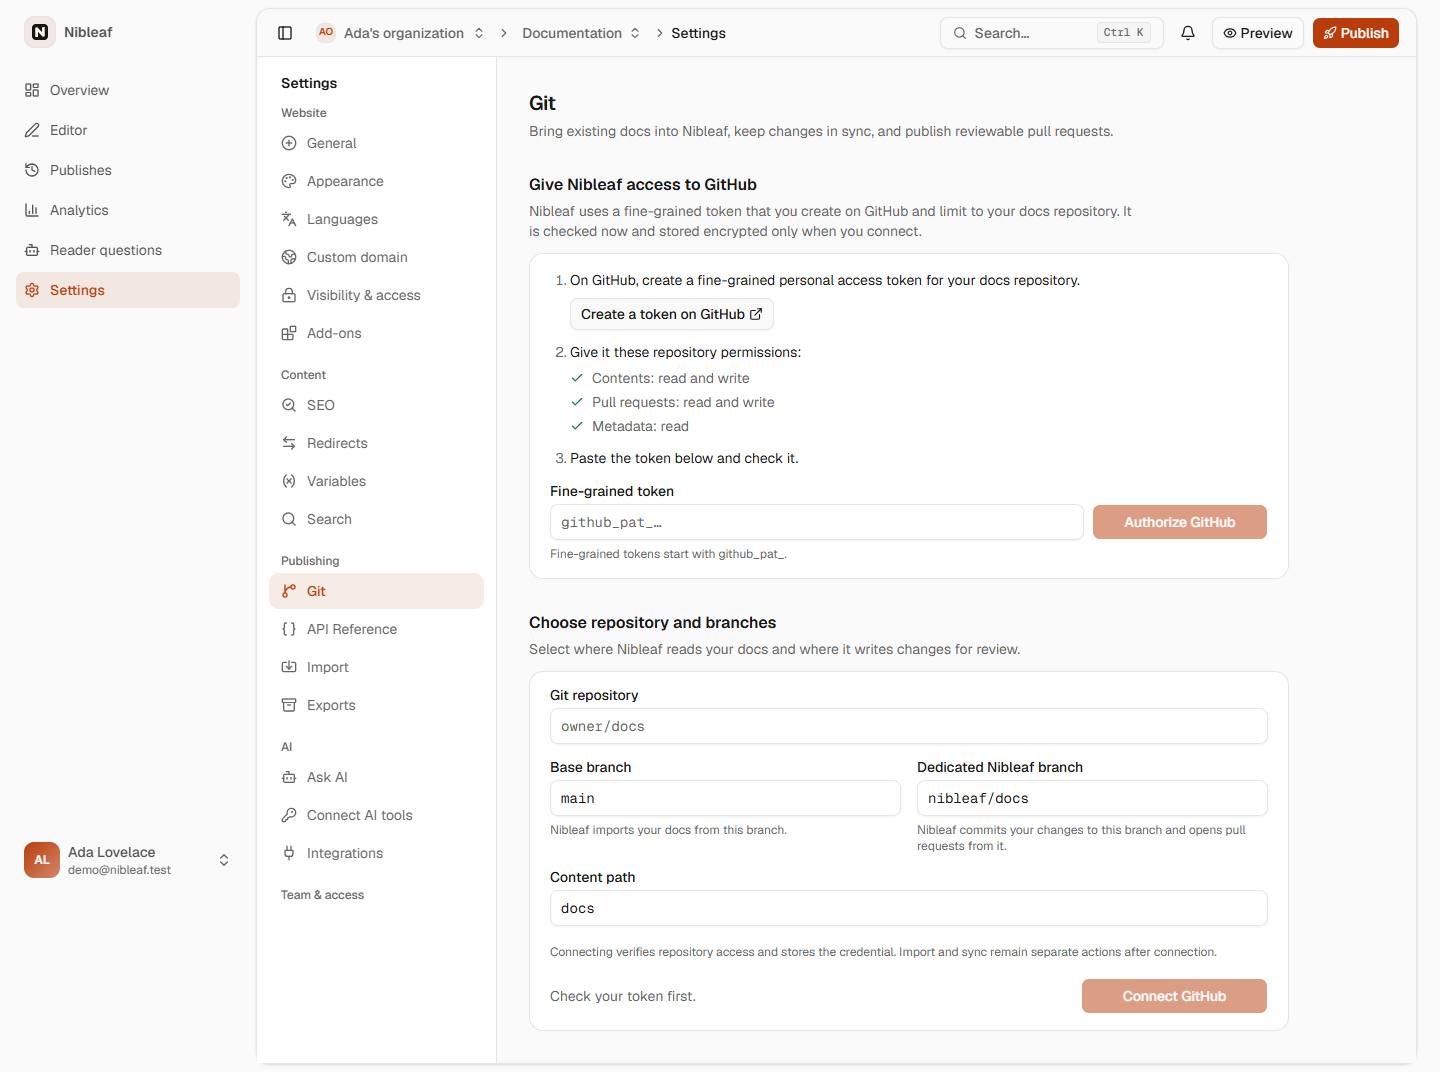 Nibleaf
Overview
Editor
Publishes
Analytics
Reader questions
Settings
AL
Ada Lovelace
demo@nibleaf.test
AO
Ada's organization
Documentation
Settings
Search...
Ctrl K
Preview
Publish
Settings
Website
General
Appearance
Languages
Custom domain
Visibility & access
Add-ons
Content
SEO
Redirects
Variables
Search
Publishing
Git
API Reference
Import
Exports
AI
Ask AI
Connect AI tools
Integrations
Team & access
Git
Bring existing docs into Nibleaf, keep changes in sync, and publish reviewable pull requests.
Give Nibleaf access to GitHub
Nibleaf uses a fine-grained token that you create on GitHub and limit to your docs repository. It
is checked now and stored encrypted only when you connect.
1. On GitHub, create a fine-grained personal access token for your docs repository.
Create a token on GitHub
2. Give it these repository permissions:
Contents: read and write
Pull requests: read and write
Metadata: read
3. Paste the token below and check it.
Fine-grained token
github_pat_…
Authorize GitHub
Fine-grained tokens start with github_pat_.
Choose repository and branches
Select where Nibleaf reads your docs and where it writes changes for review.
Git repository
owner/docs
Base branch
main
Nibleaf imports your docs from this branch.
Dedicated Nibleaf branch
nibleaf/docs
Nibleaf commits your changes to this branch and opens pull
requests from it.
Content path
docs
Connecting verifies repository access and stores the credential. Import and sync remain separate actions after connection.
Check your token first.
Connect GitHub